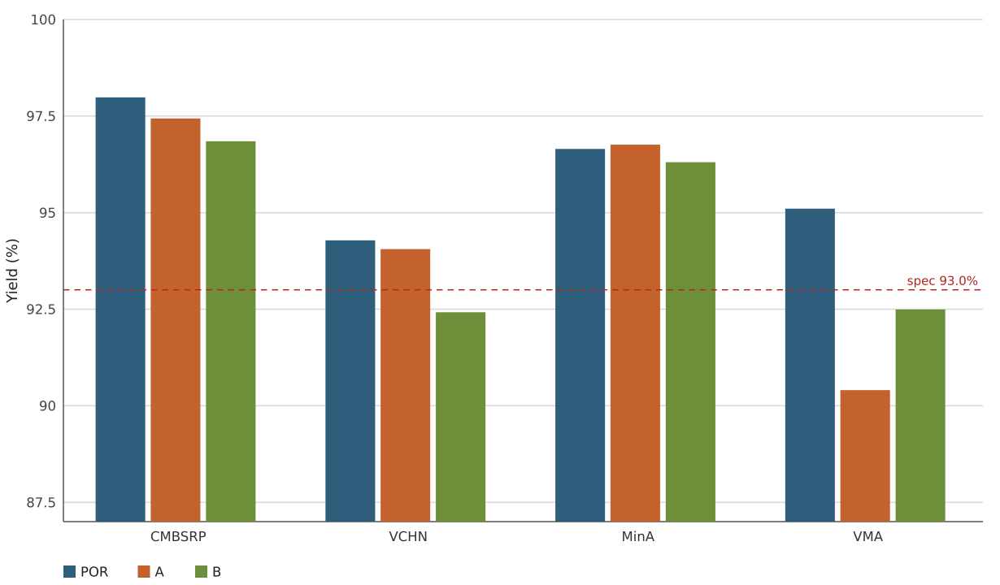 100
97.5
95
92.5
90
87.5
Yield (%)
spec 93.0%
CMBSRP VCHN MinA VMA
POR A B